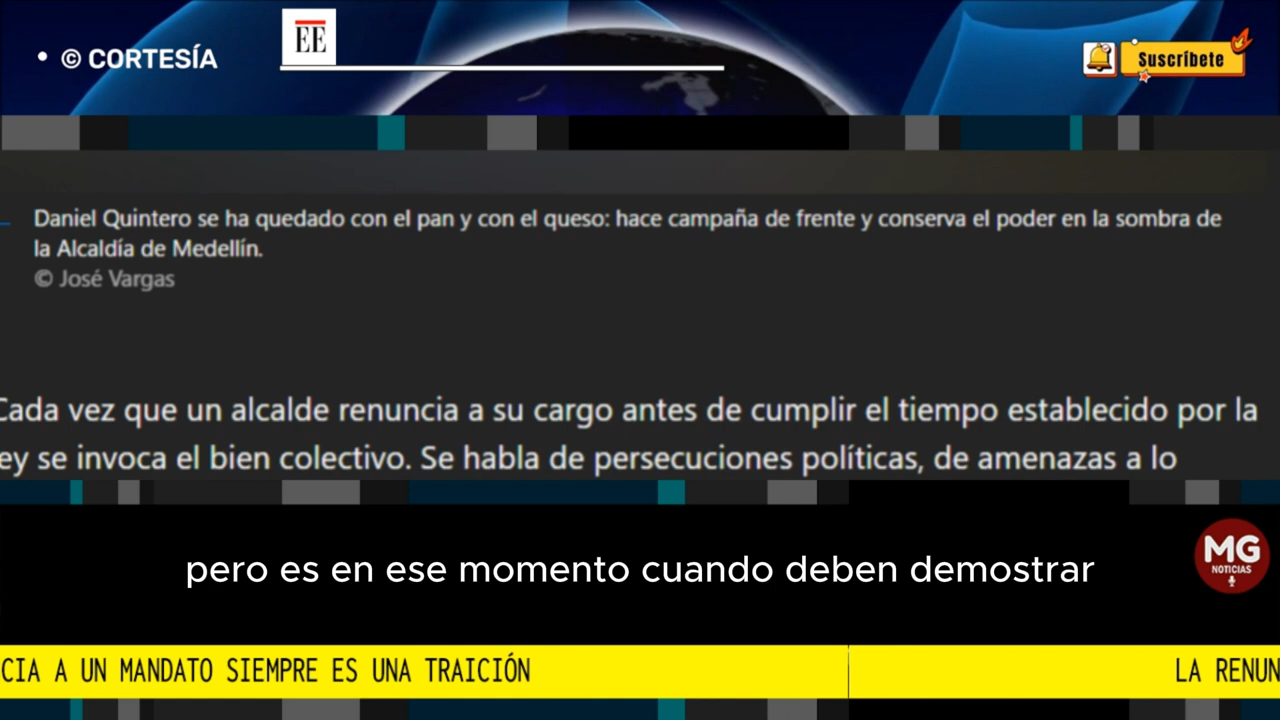 • © CORTESÍA
EE
Suscríbete
Daniel Quintero se ha quedado con el pan y con el queso: hace campaña de frente y conserva el poder en la sombra de
la Alcaldía de Medellín.
© José Vargas
Cada vez que un alcalde renuncia a su cargo antes de cumplir el tiempo establecido por la
ey se invoca el bien colectivo. Se habla de persecuciones políticas, de amenazas a lo
pero es en ese momento cuando deben demostrar
MG
NOTICIAS
CIA A UN MANDATO SIEMPRE ES UNA TRAICIÓN
LA RENUN